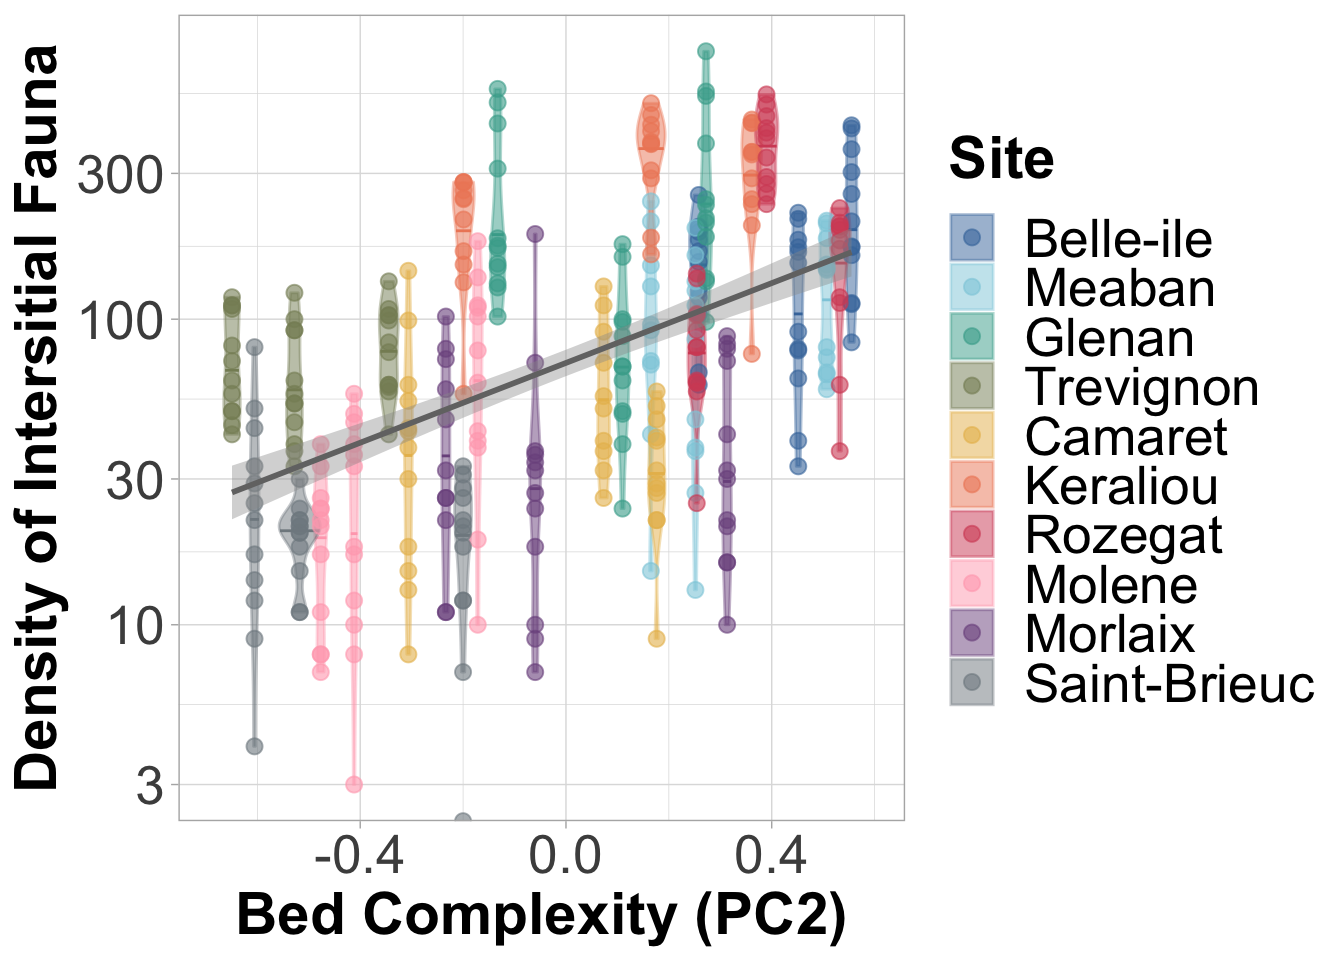 Density of Intersitial Fauna
300
100
30
10
3
-0.4
0.0
0.4
Bed Complexity (PC2)
Site
Belle-ile
Meaban
Glenan
Trevignon
Camaret
Keraliou
Rozegat
Molene
Morlaix
Saint-Brieuc